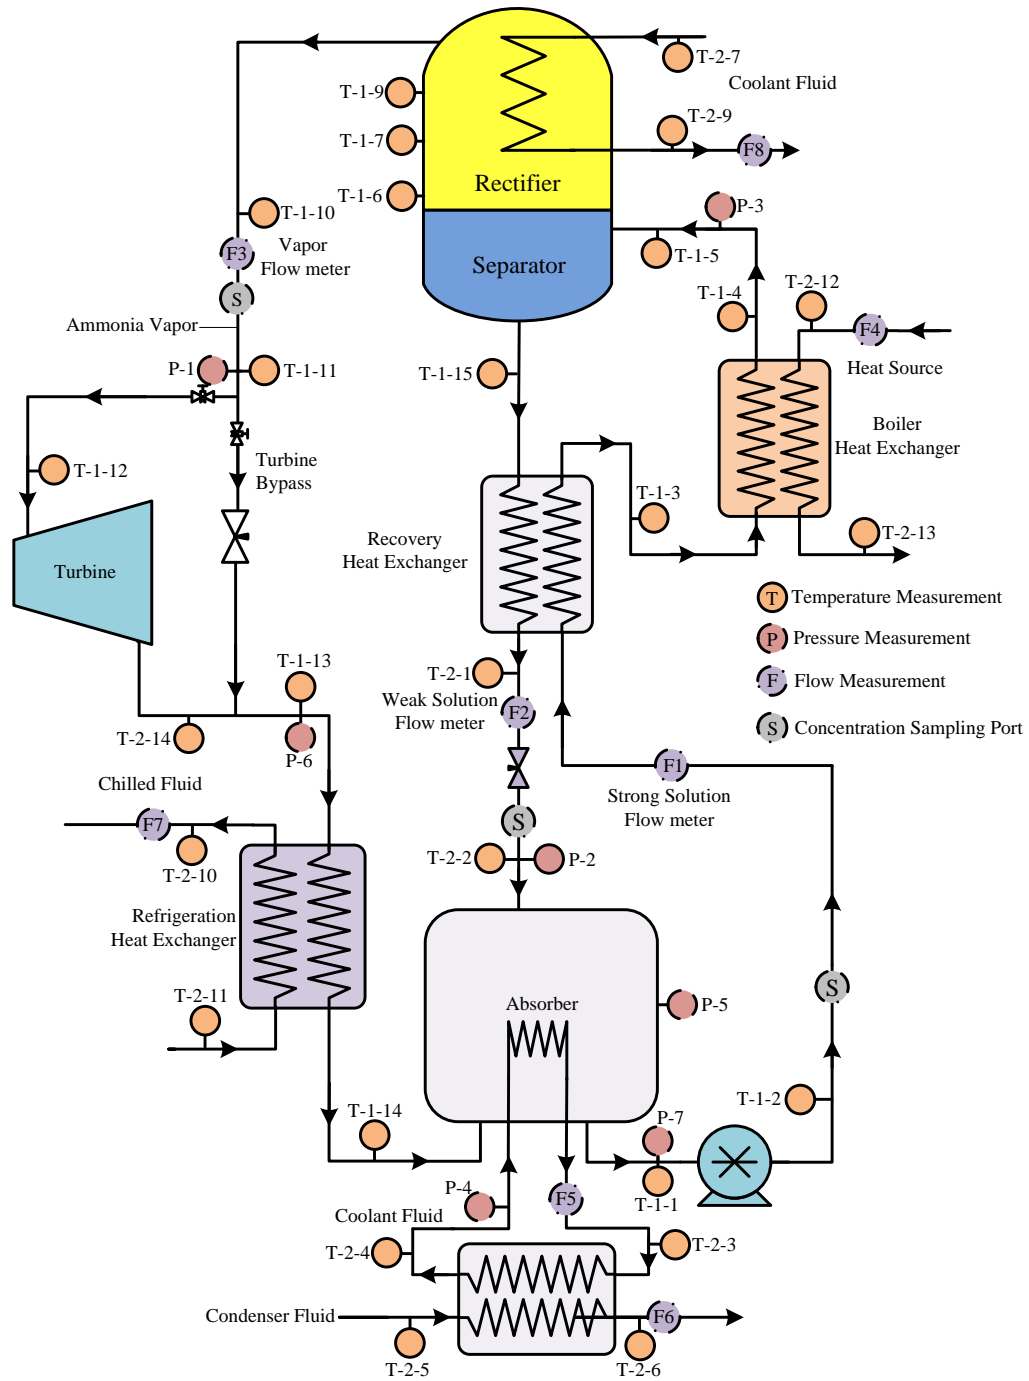 T-2-7
Coolant Fluid
T-1-9
T-2-9
T-1-7
F8
Rectifier
T-1-6
P-3
T-1-10
F3
Vapor
Flow meter
Separator
T-1-5
T-2-12
T-1-4
S
Ammonia Vapor
F4
P-1
T-1-11
T-1-15
Heat Source
Boiler
Heat Exchanger
T-1-12
Turbine
Bypass
T-1-3
T-2-13
Recovery
Heat Exchanger
Turbine
T
Temperature Measurement
P
Pressure Measurement
T-1-13
T-2-1
F
Flow Measurement
Weak Solution
Flow meter
F2
S
Concentration Sampling Port
T-2-14
P-6
F1
Chilled Fluid
Strong Solution
Flow meter
F7
S
T-2-10
T-2-2
P-2
Refrigeration
Heat Exchanger
T-2-11
S
Absorber
P-5
T-1-2
T-1-14
P-7
P-4
F5
T-1-1
Coolant Fluid
T-2-4
T-2-3
Condenser Fluid
F6
T-2-5
T-2-6